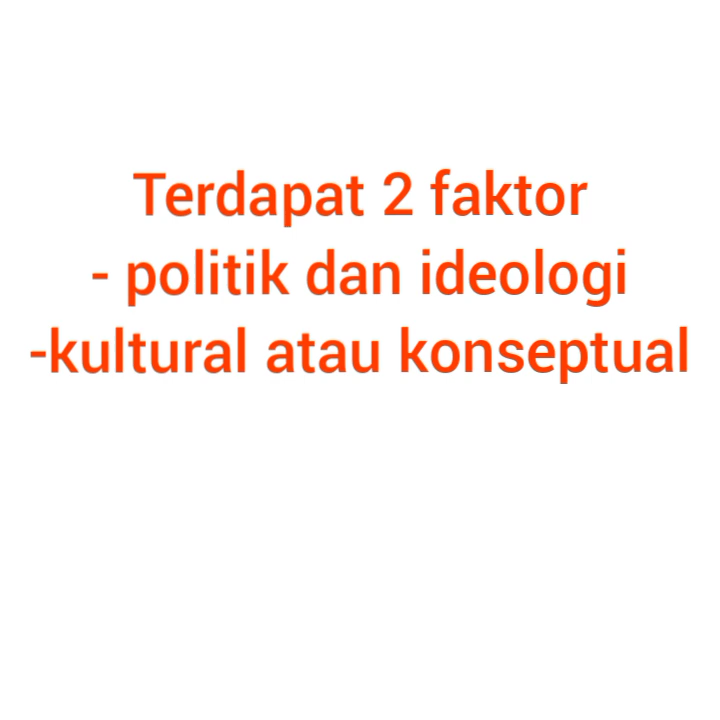 Terdapat 2 faktor
- politik dan ideologi
-kultural atau konseptual